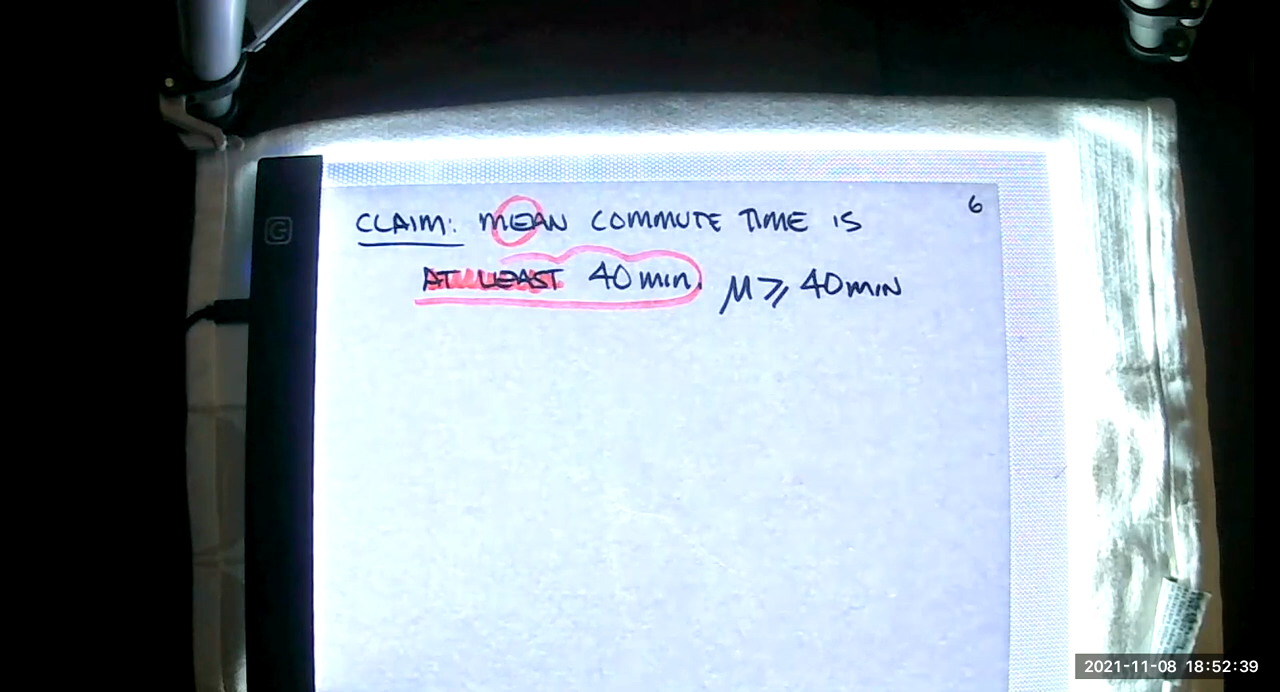 6
CLAIM: MEAN COMMUTE TIME IS
AT LEAST 40 min. μ ⩾ 40 MIN
2021-11-08 18:52:39